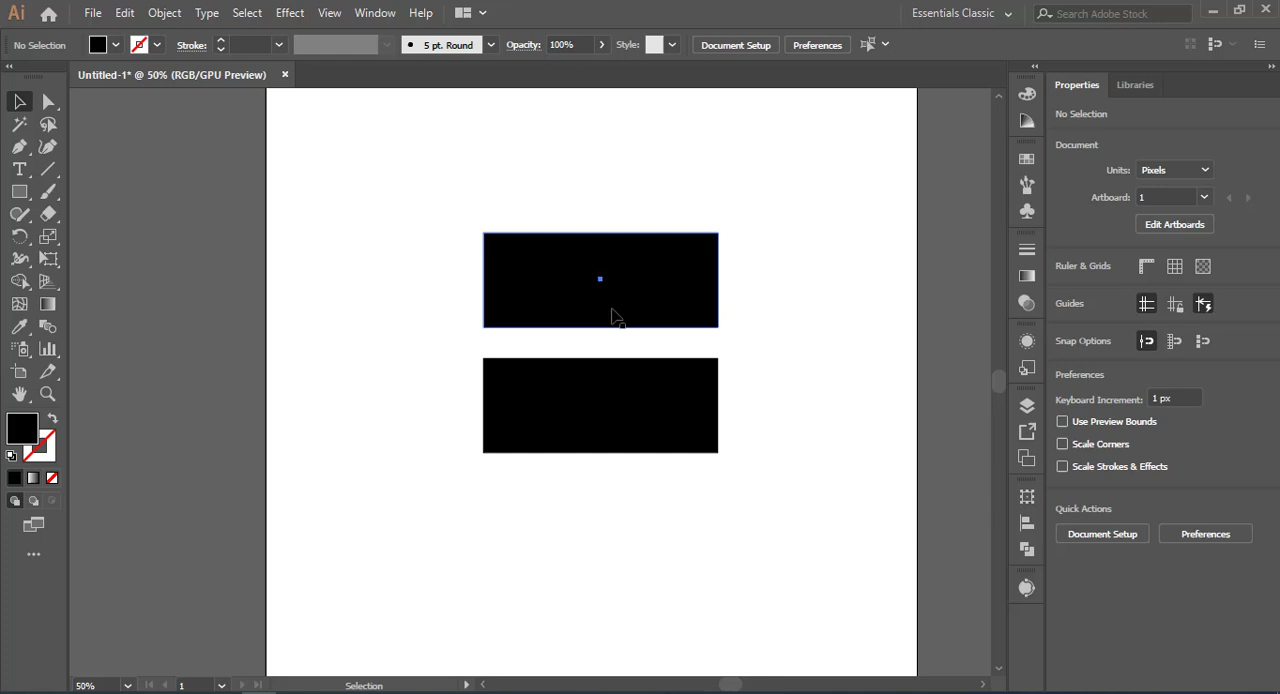 Ai File Edit Object Type Select Effect View Window Help Essentials Classic Search Adobe Stock
No Selection Stroke: 5 pt. Round Opacity: 100% Style: Document Setup Preferences
Untitled-1* @ 50% (RGB/GPU Preview)
Properties Libraries
No Selection
Document
Units: Pixels
Artboard: 1
Edit Artboards
Ruler & Grids
Guides
Snap Options
Preferences
Keyboard Increment: 1 px
Use Preview Bounds
Scale Corners
Scale Strokes & Effects
Quick Actions
Document Setup Preferences
50% 1 Selection